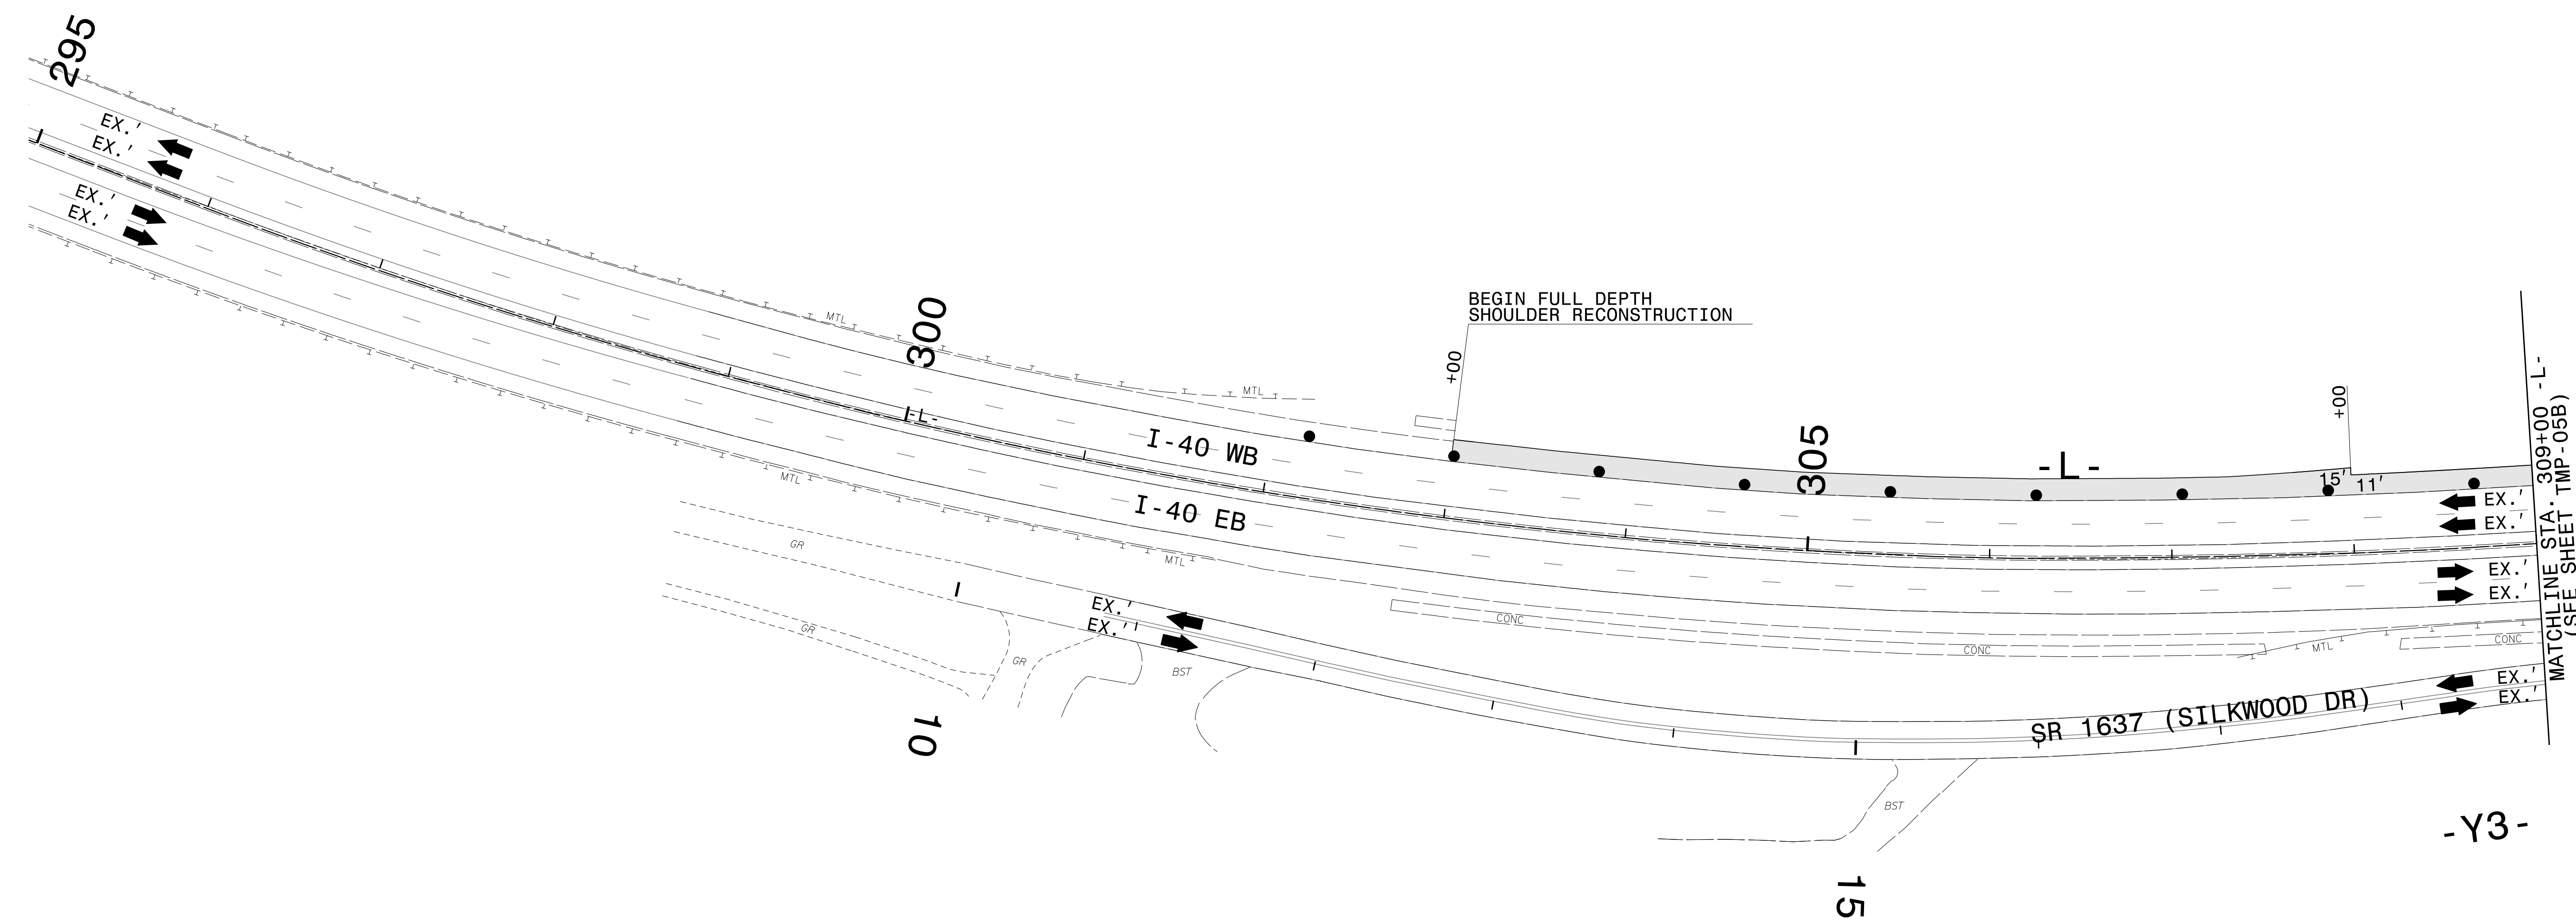 295
EX.'
EX.'
EX.'
EX.'
MTL
300
MTL
BEGIN FULL DEPTH
SHOULDER RECONSTRUCTION
+00
-L-
I-40 WB
305
-L-
+00
15'
11'
EX.'
EX.'
MATCHLINE STA. 309+00 -L-
(SEE SHEET TMP-05B)
MTL
I-40 EB
GR
MTL
EX.'
EX.'
GR
GR
BST
EX.'
EX.'
CONC
CONC
MTL
CONC
EX.'
EX.'
SR 1637 (SILKWOOD DR)
10
BST
15
-Y3-